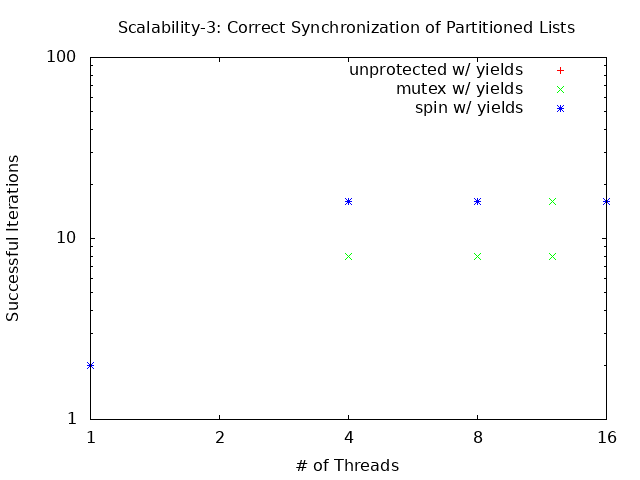 Scalability-3: Correct Synchronization of Partitioned Lists
100
unprotected w/ yields
mutex w/ yields
spin w/ yields
Successful Iterations
10
1
1 2 4 8 16
# of Threads